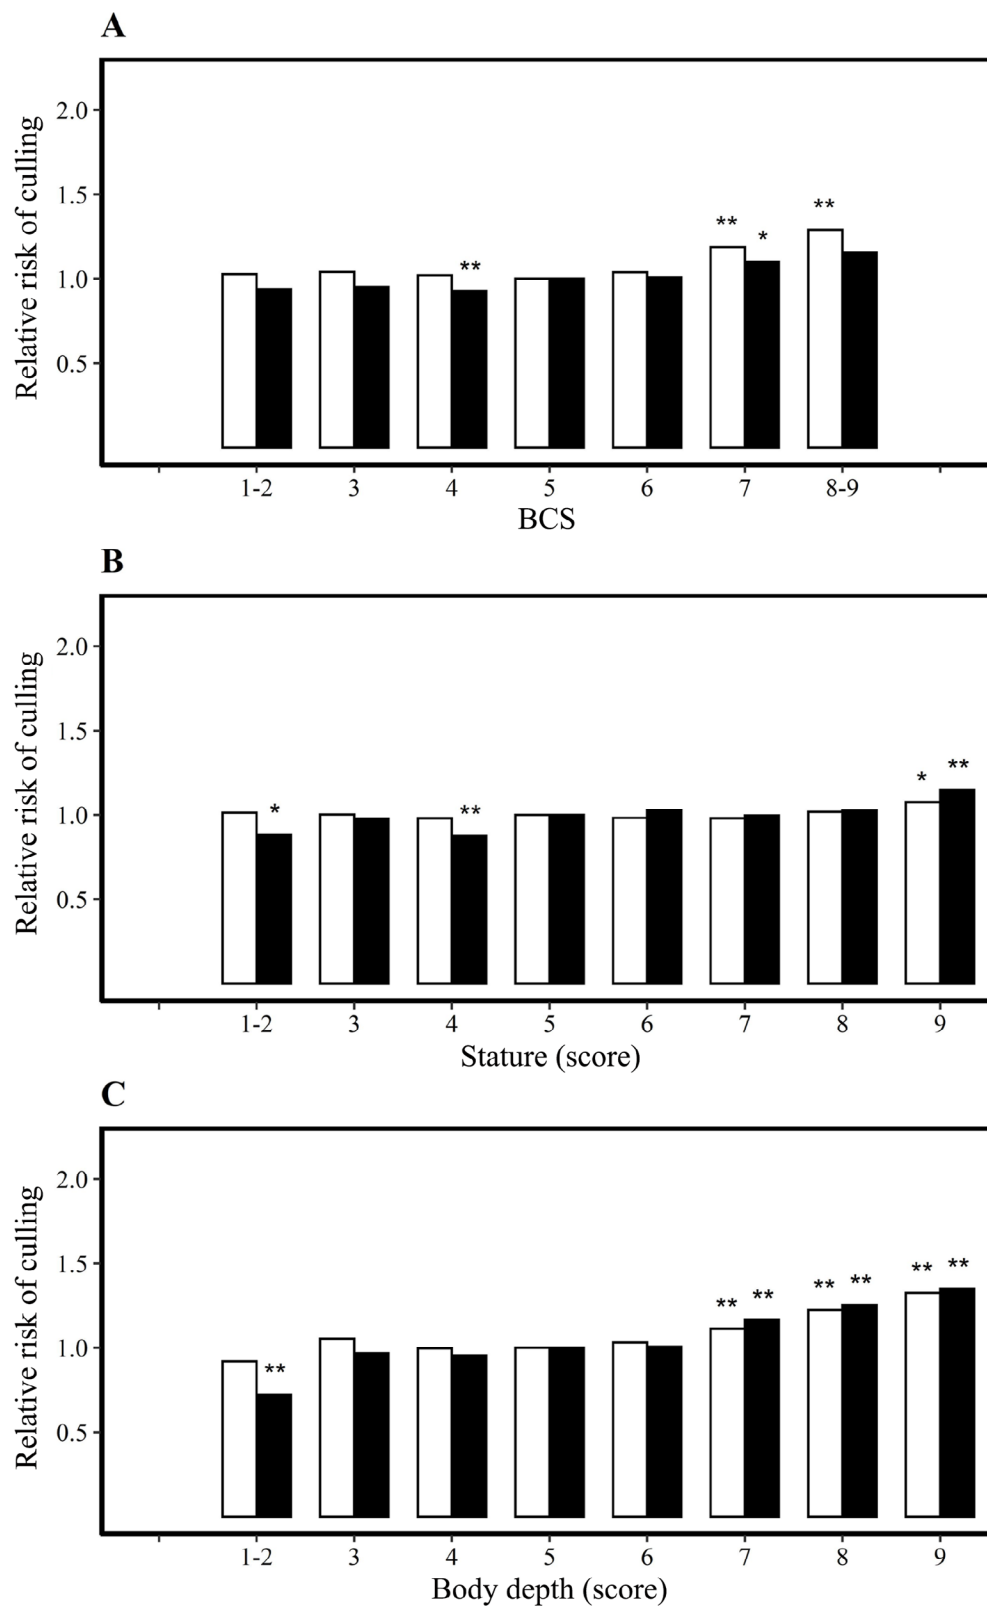 A
Relative risk of culling
2.0
1.5
1.0
0.5
** ** ** * **
1-2 3 4 5 6 7 8-9
BCS
B
Relative risk of culling
2.0
1.5
1.0
0.5
* ** * **
1-2 3 4 5 6 7 8 9
Stature (score)
C
Relative risk of culling
2.0
1.5
1.0
0.5
** ** ** ** ** ** **
1-2 3 4 5 6 7 8 9
Body depth (score)